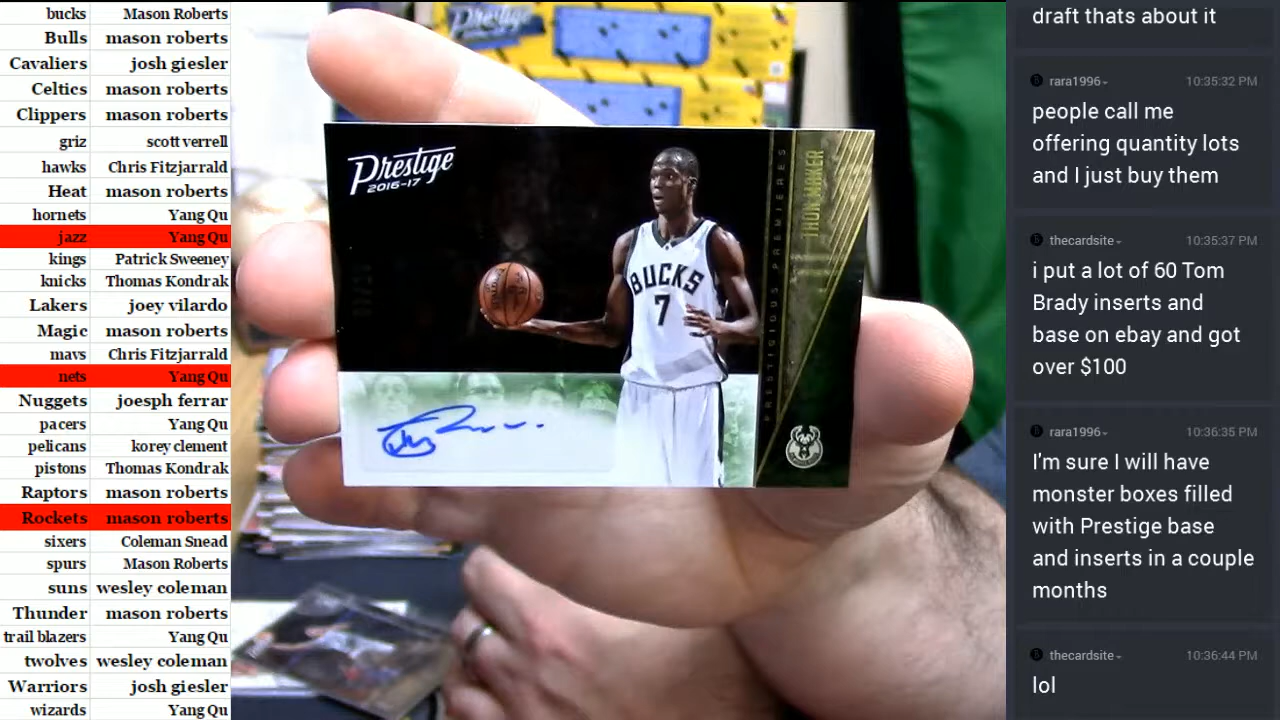 bucks Mason Roberts
Bulls mason roberts
Cavaliers josh giesler
Celtics mason roberts
Clippers mason roberts
griz scott verrell
hawks Chris Fitzjarrald
Heat mason roberts
hornets Yang Qu
jazz Yang Qu
kings Patrick Sweeney
knicks Thomas Kondrak
Lakers joey vilardo
Magic mason roberts
mavs Chris Fitzjarrald
nets Yang Qu
Nuggets joesph ferrar
pacers Yang Qu
pelicans korey clement
pistons Thomas Kondrak
Raptors mason roberts
Rockets mason roberts
sixers Coleman Snead
spurs Mason Roberts
suns wesley coleman
Thunder mason roberts
trail blazers Yang Qu
twolves wesley coleman
Warriors josh giesler
wizards Yang Qu
Prestige
Prestige
2016-17
BUCKS
7
PRESTIGIOUS PREMIERES
THON MAKER
draft thats about it
rara1996 10:35:32 PM
people call me
offering quantity lots
and I just buy them
thecardsite 10:35:37 PM
i put a lot of 60 Tom
Brady inserts and
base on ebay and got
over $100
rara1996 10:36:35 PM
I'm sure I will have
monster boxes filled
with Prestige base
and inserts in a couple
months
thecardsite 10:36:44 PM
lol